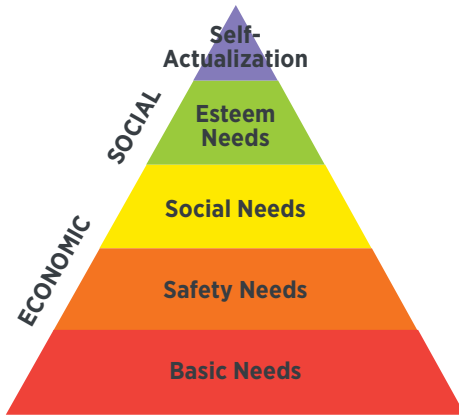 Self-
Actualization
SOCIAL
Esteem
Needs
Social Needs
ECONOMIC
Safety Needs
Basic Needs